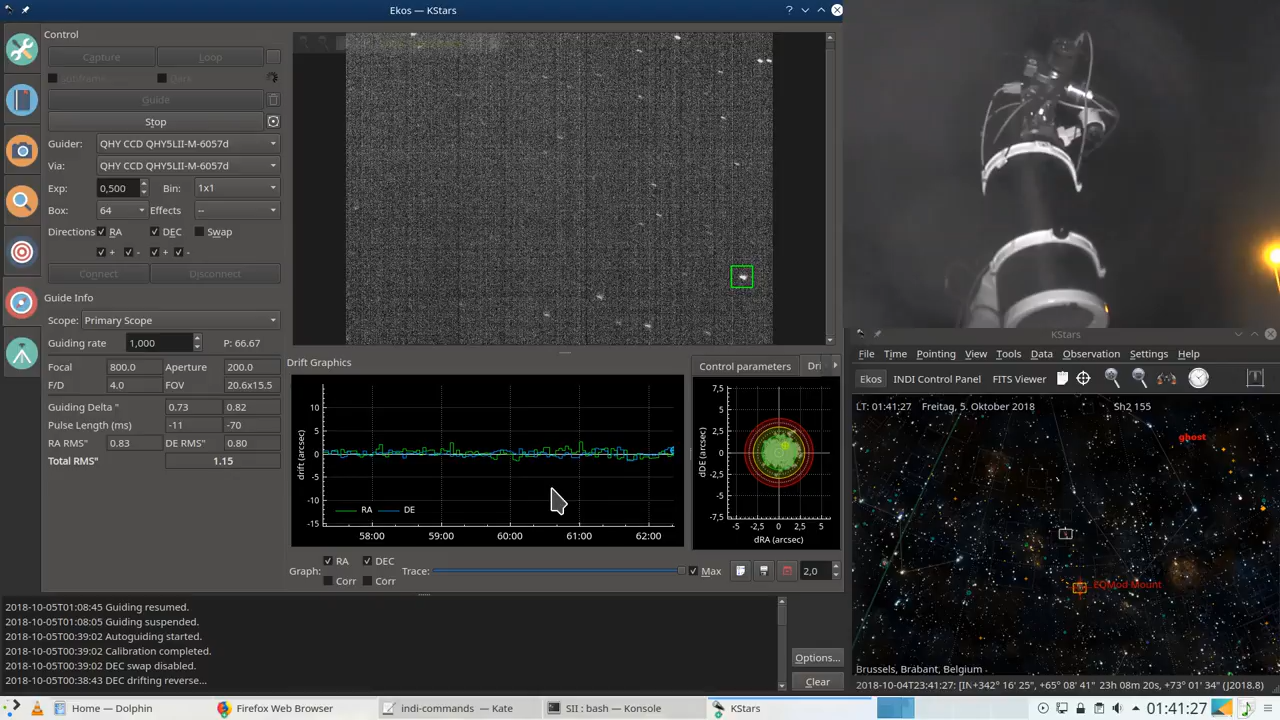 Ekos — KStars
Control
Capture
Loop
Subframe
Dark
Guide
Stop
Guider:
QHY CCD QHY5LII-M-6057d
Via:
QHY CCD QHY5LII-M-6057d
Exp:
0,500
Bin:
1x1
Box:
64
Effects
--
Directions
RA
DEC
Swap
+
-
+
-
Connect
Disconnect
Guide Info
Scope:
Primary Scope
Guiding rate
1,000
P: 66.67
Focal
800.0
Aperture
200.0
F/D
4.0
FOV
20.6x15.5
Guiding Delta "
0.73
0.82
Pulse Length (ms)
-11
-70
RA RMS"
0.83
DE RMS"
0.80
Total RMS"
1.15
Drift Graphics
drift (arcsec)
10
5
0
-5
-10
-15
RA
DE
58:00
59:00
60:00
61:00
62:00
Graph:
RA
DEC
Corr
Corr
Trace:
Max
2,0
Control parameters
Dri
dDE (arcsec)
7,5
5
2,5
0
-2,5
-5
-7,5
-5
-2,5
0
2,5
5
dRA (arcsec)
2018-10-05T01:08:45 Guiding resumed.
2018-10-05T01:08:05 Guiding suspended.
2018-10-05T00:39:02 Autoguiding started.
2018-10-05T00:39:02 Calibration completed.
2018-10-05T00:39:02 DEC swap disabled.
2018-10-05T00:38:43 DEC drifting reverse...
Options...
Clear
KStars
File
Time
Pointing
View
Tools
Data
Observation
Settings
Help
Ekos
INDI Control Panel
FITS Viewer
LT: 01:41:27
Freitag, 5. Oktober 2018
Sh2 155
ghost
EQMod Mount
Brussels, Brabant, Belgium
2018-10-04T23:41:27; [JN+342° 16' 25", +65° 08' 41" 23h 08m 20s, +73° 01' 34" (J2018.8)
Home — Dolphin
Firefox Web Browser
indi-commands — Kate
SII : bash — Konsole
KStars
01:41:27